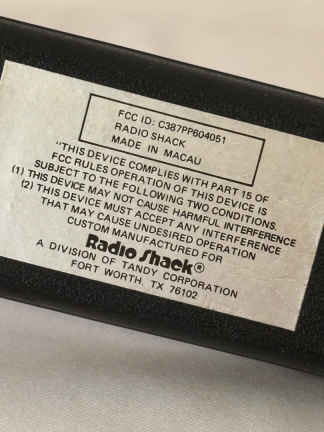 FCC ID: C387PP604051
RADIO SHACK
MADE IN MACAU
"THIS DEVICE COMPLIES WITH PART 15 OF
FCC RULES OPERATION OF THIS DEVICE IS
SUBJECT TO THE FOLLOWING TWO CONDITIONS.
(1) THIS DEVICE MAY NOT CAUSE HARMFUL INTERFERENCE
(2) THIS DEVICE MUST ACCEPT ANY INTERFERENCE
THAT MAY CAUSE UNDESIRED OPERATION
CUSTOM MANUFACTURED FOR
Radio Shack®
A DIVISION OF TANDY CORPORATION
FORT WORTH, TX 76102